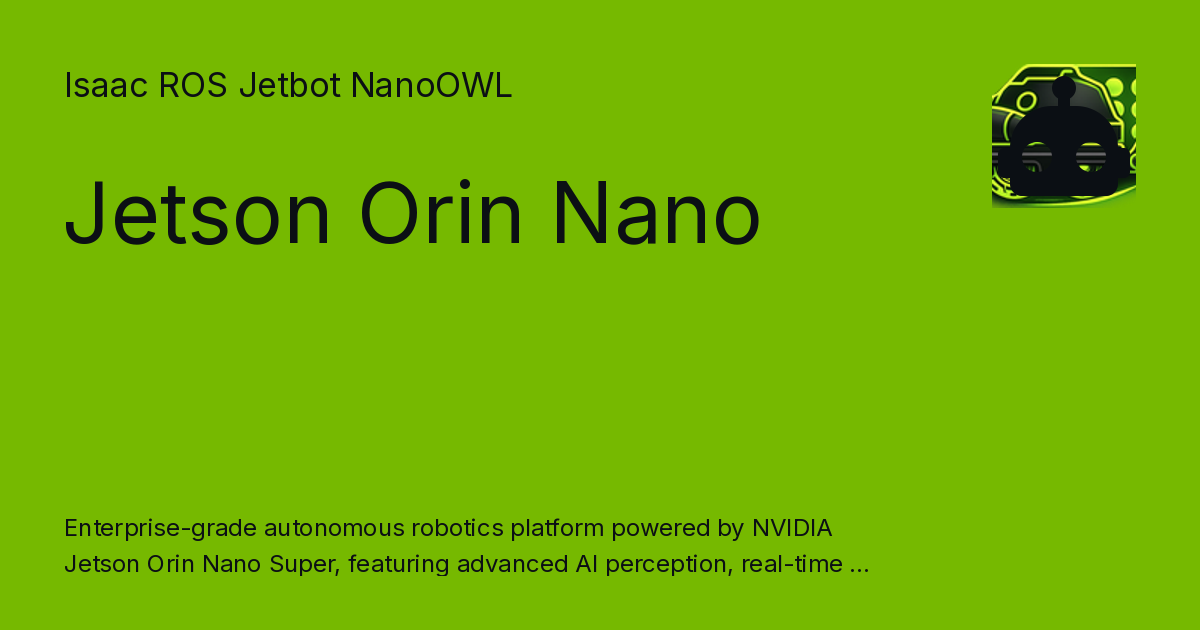 Isaac ROS Jetbot NanoOWL
Jetson Orin Nano
Enterprise-grade autonomous robotics platform powered by NVIDIA
Jetson Orin Nano Super, featuring advanced AI perception, real-time ...